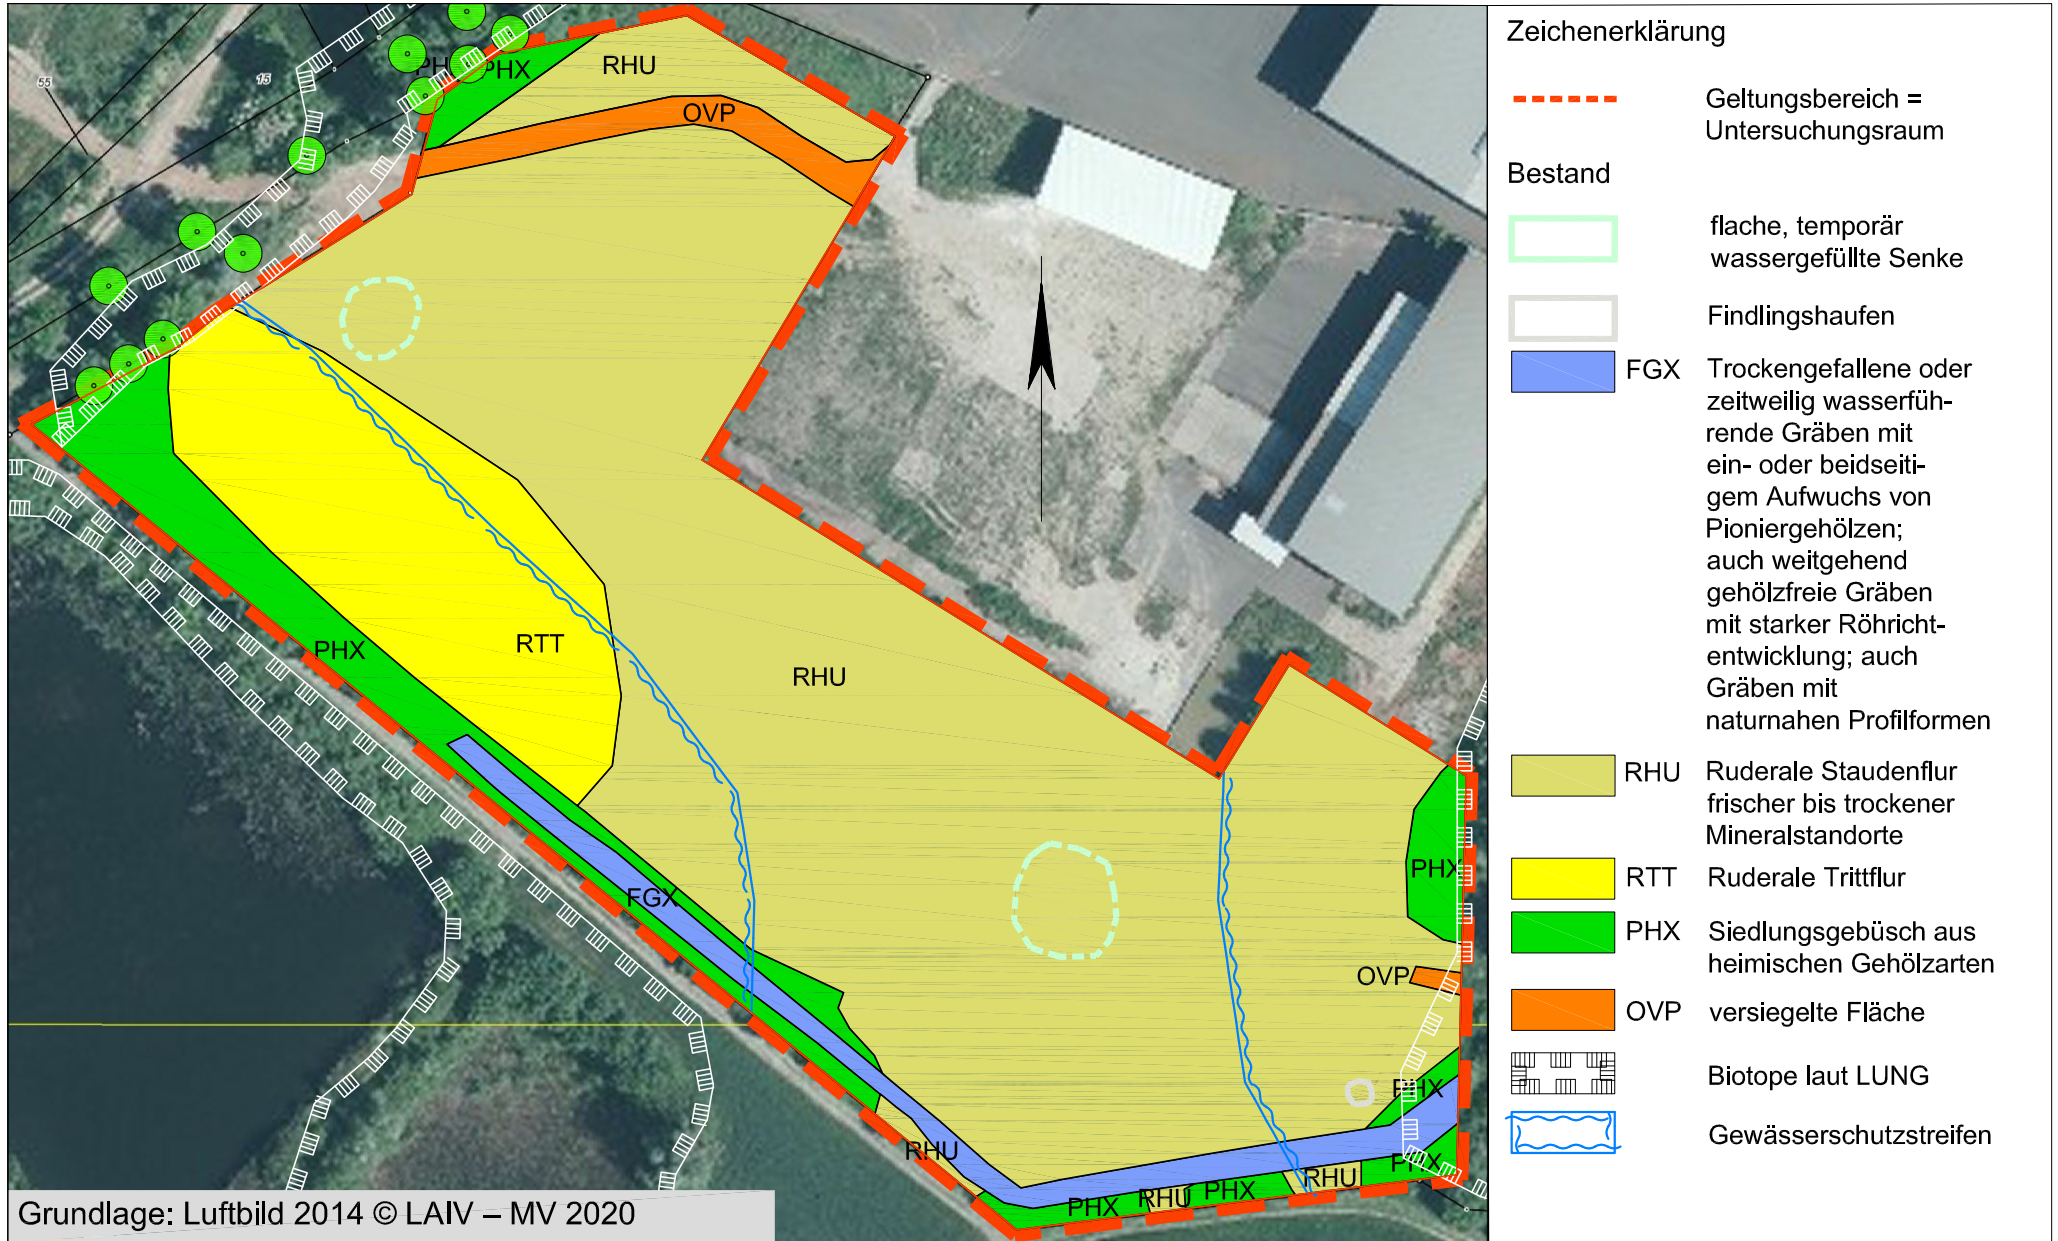 55
15
PHX
PHX
RHU
OVP
PHX
RTT
RHU
FGX
PHX
OVP
PHX
RHU
PHX
RHU
PHX
RHU
PHX
Grundlage: Luftbild 2014 © LAIV – MV 2020
Zeichenerklärung
Geltungsbereich =
Untersuchungsraum
Bestand
flache, temporär
wassergefüllte Senke
Findlingshaufen
FGX Trockengefallene oder
zeitweilig wasserfüh-
rende Gräben mit
ein- oder beidseiti-
gem Aufwuchs von
Pioniergehölzen;
auch weitgehend
gehölzfreie Gräben
mit starker Röhricht-
entwicklung; auch
Gräben mit
naturnahen Profilformen
RHU Ruderale Staudenflur
frischer bis trockener
Mineralstandorte
RTT Ruderale Trittflur
PHX Siedlungsgebüsch aus
heimischen Gehölzarten
OVP versiegelte Fläche
Biotope laut LUNG
Gewässerschutzstreifen